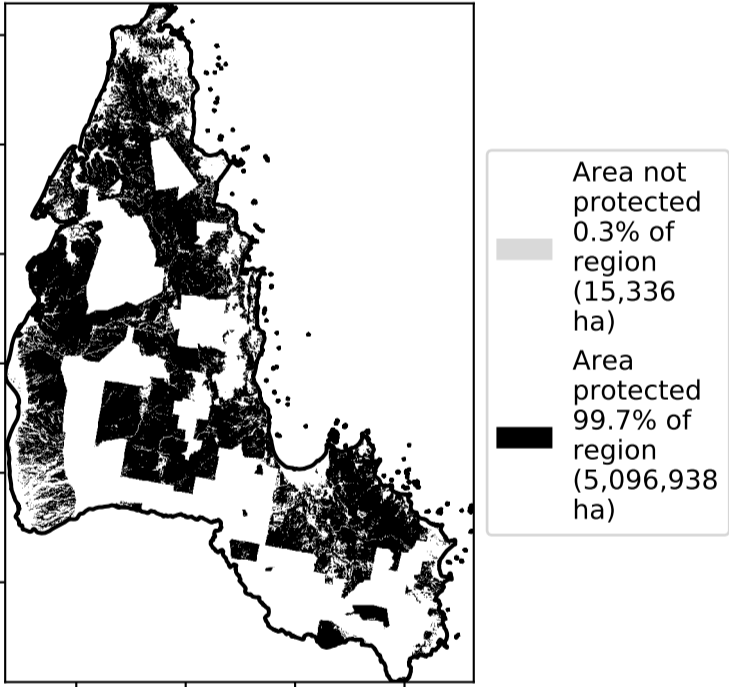 Area not
protected
0.3% of
region
(15,336
ha)
Area
protected
99.7% of
region
(5,096,938
ha)